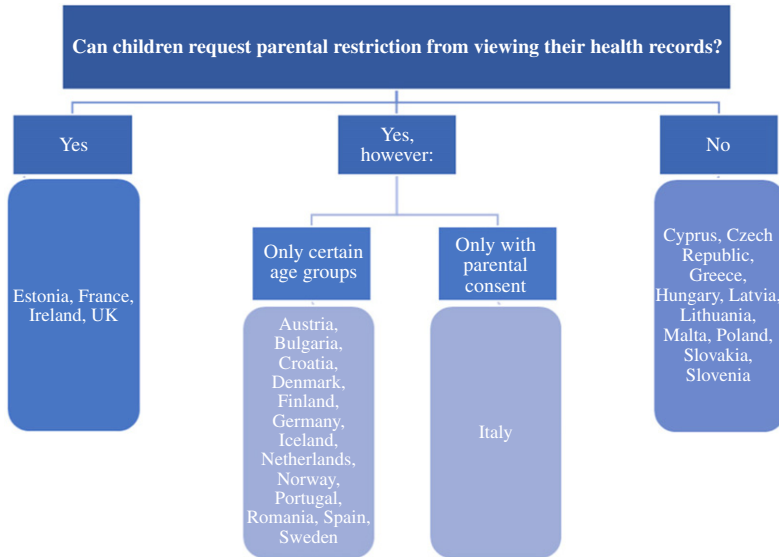 Can children request parental restriction from viewing their health records?
Yes
Yes,
however:
No
Only certain
age groups
Only with
parental
consent
Estonia, France,
Ireland, UK
Austria,
Bulgaria,
Croatia,
Denmark,
Finland,
Germany,
Iceland,
Netherlands,
Norway,
Portugal,
Romania, Spain,
Sweden
Italy
Cyprus, Czech
Republic,
Greece,
Hungary, Latvia,
Lithuania,
Malta, Poland,
Slovakia,
Slovenia